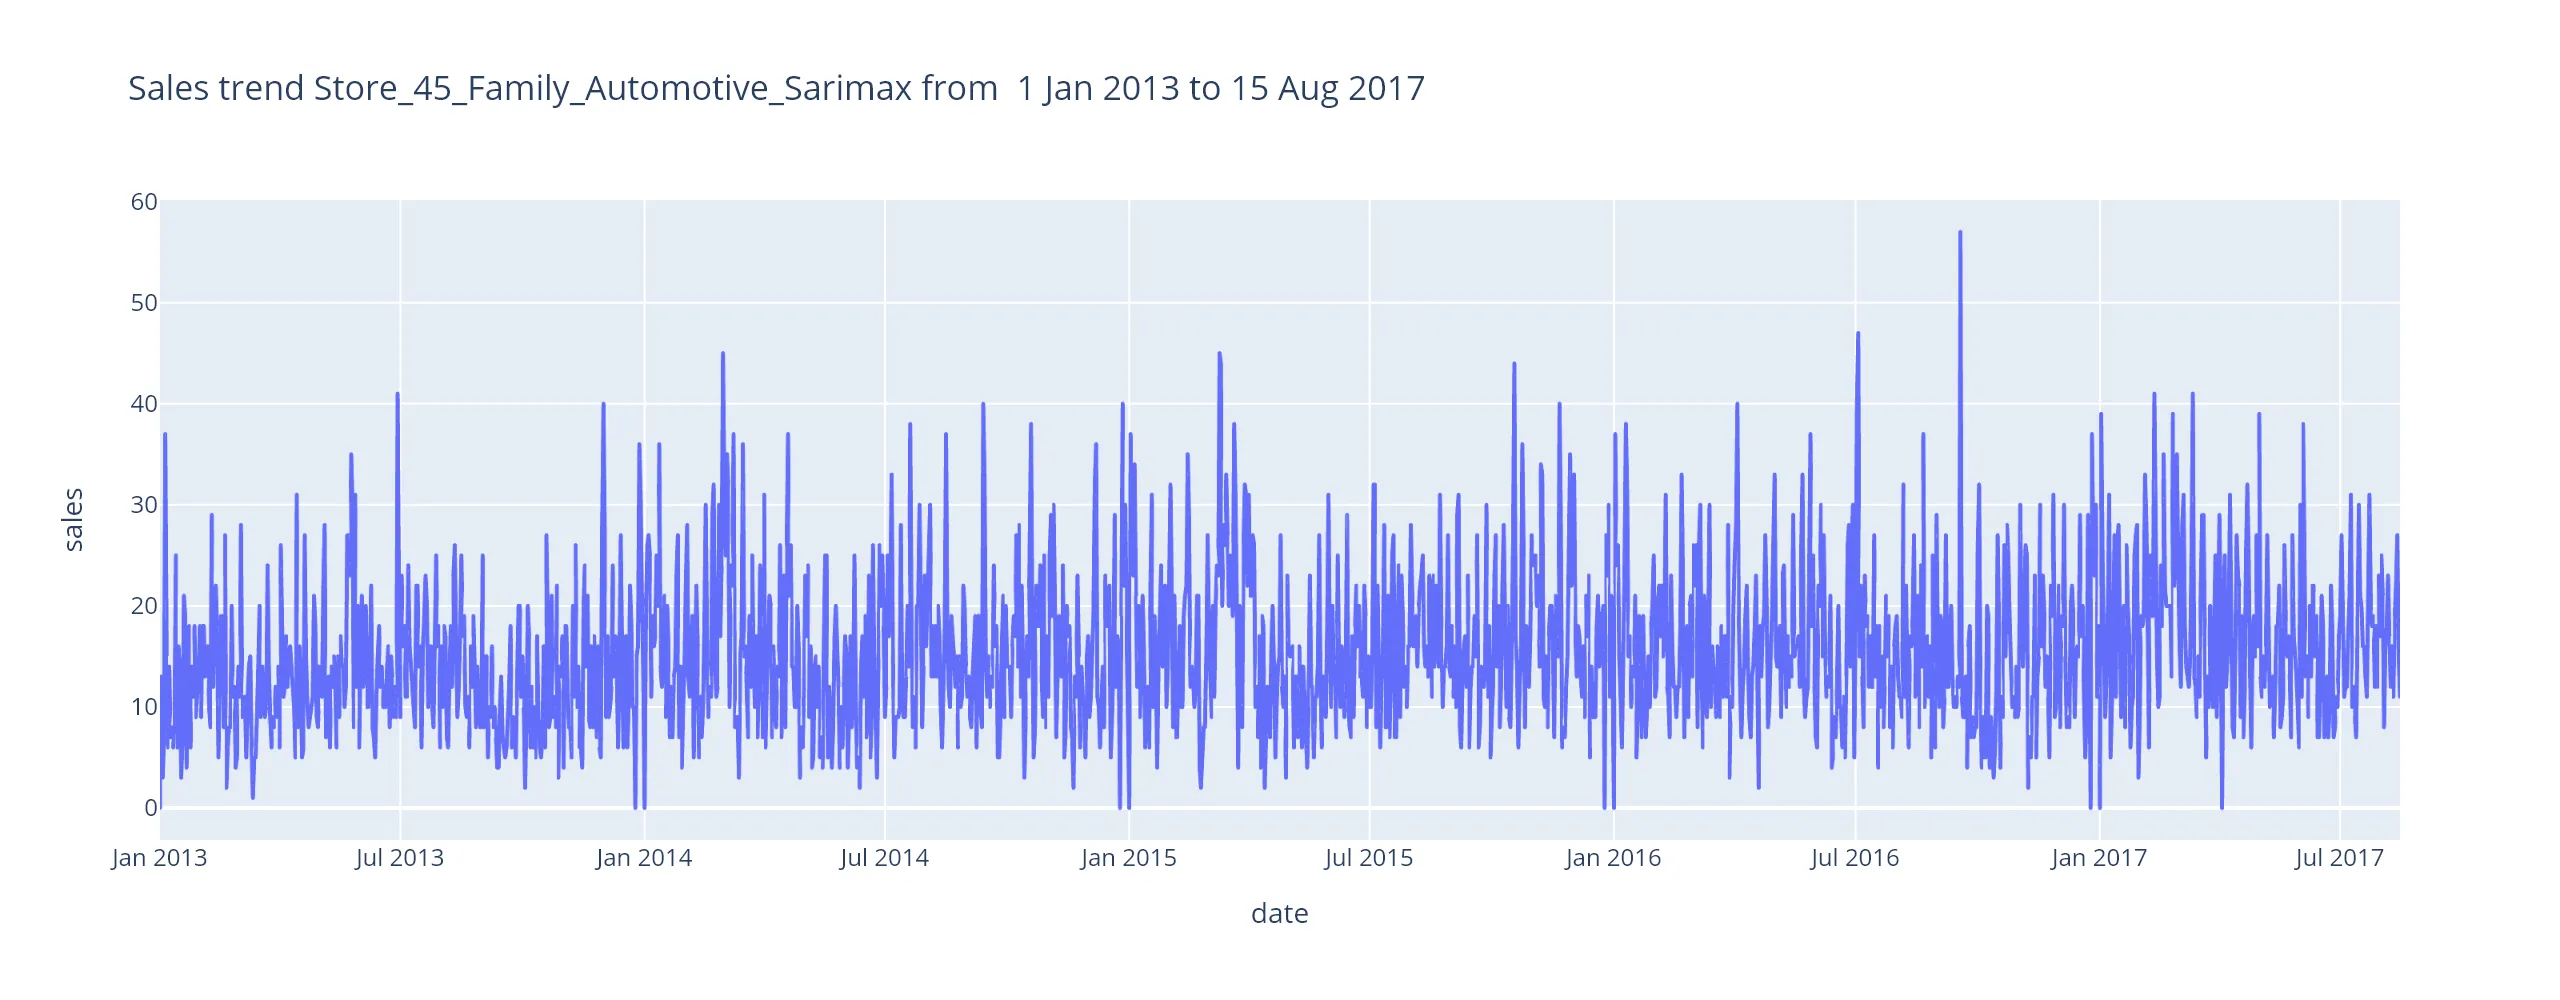 Sales trend Store_45_Family_Automotive_Sarimax from  1 Jan 2013 to 15 Aug 2017
60
50
40
30
20
10
0
sales
Jan 2013 Jul 2013 Jan 2014 Jul 2014 Jan 2015 Jul 2015 Jan 2016 Jul 2016 Jan 2017 Jul 2017
date